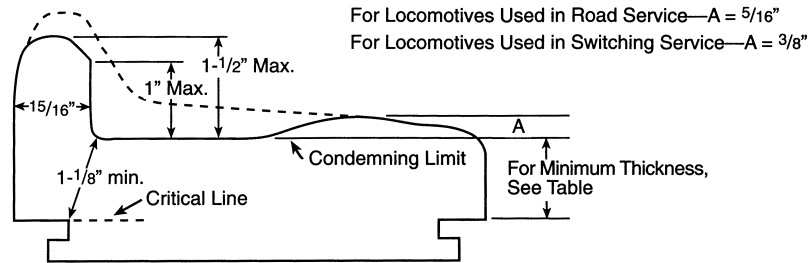 For Locomotives Used in Road Service—A = 5/16"
For Locomotives Used in Switching Service—A = 3/8"
1-1/2" Max.
1" Max.
15/16"
A
Condemning Limit
For Minimum Thickness,
See Table
1-1/8" min.
Critical Line